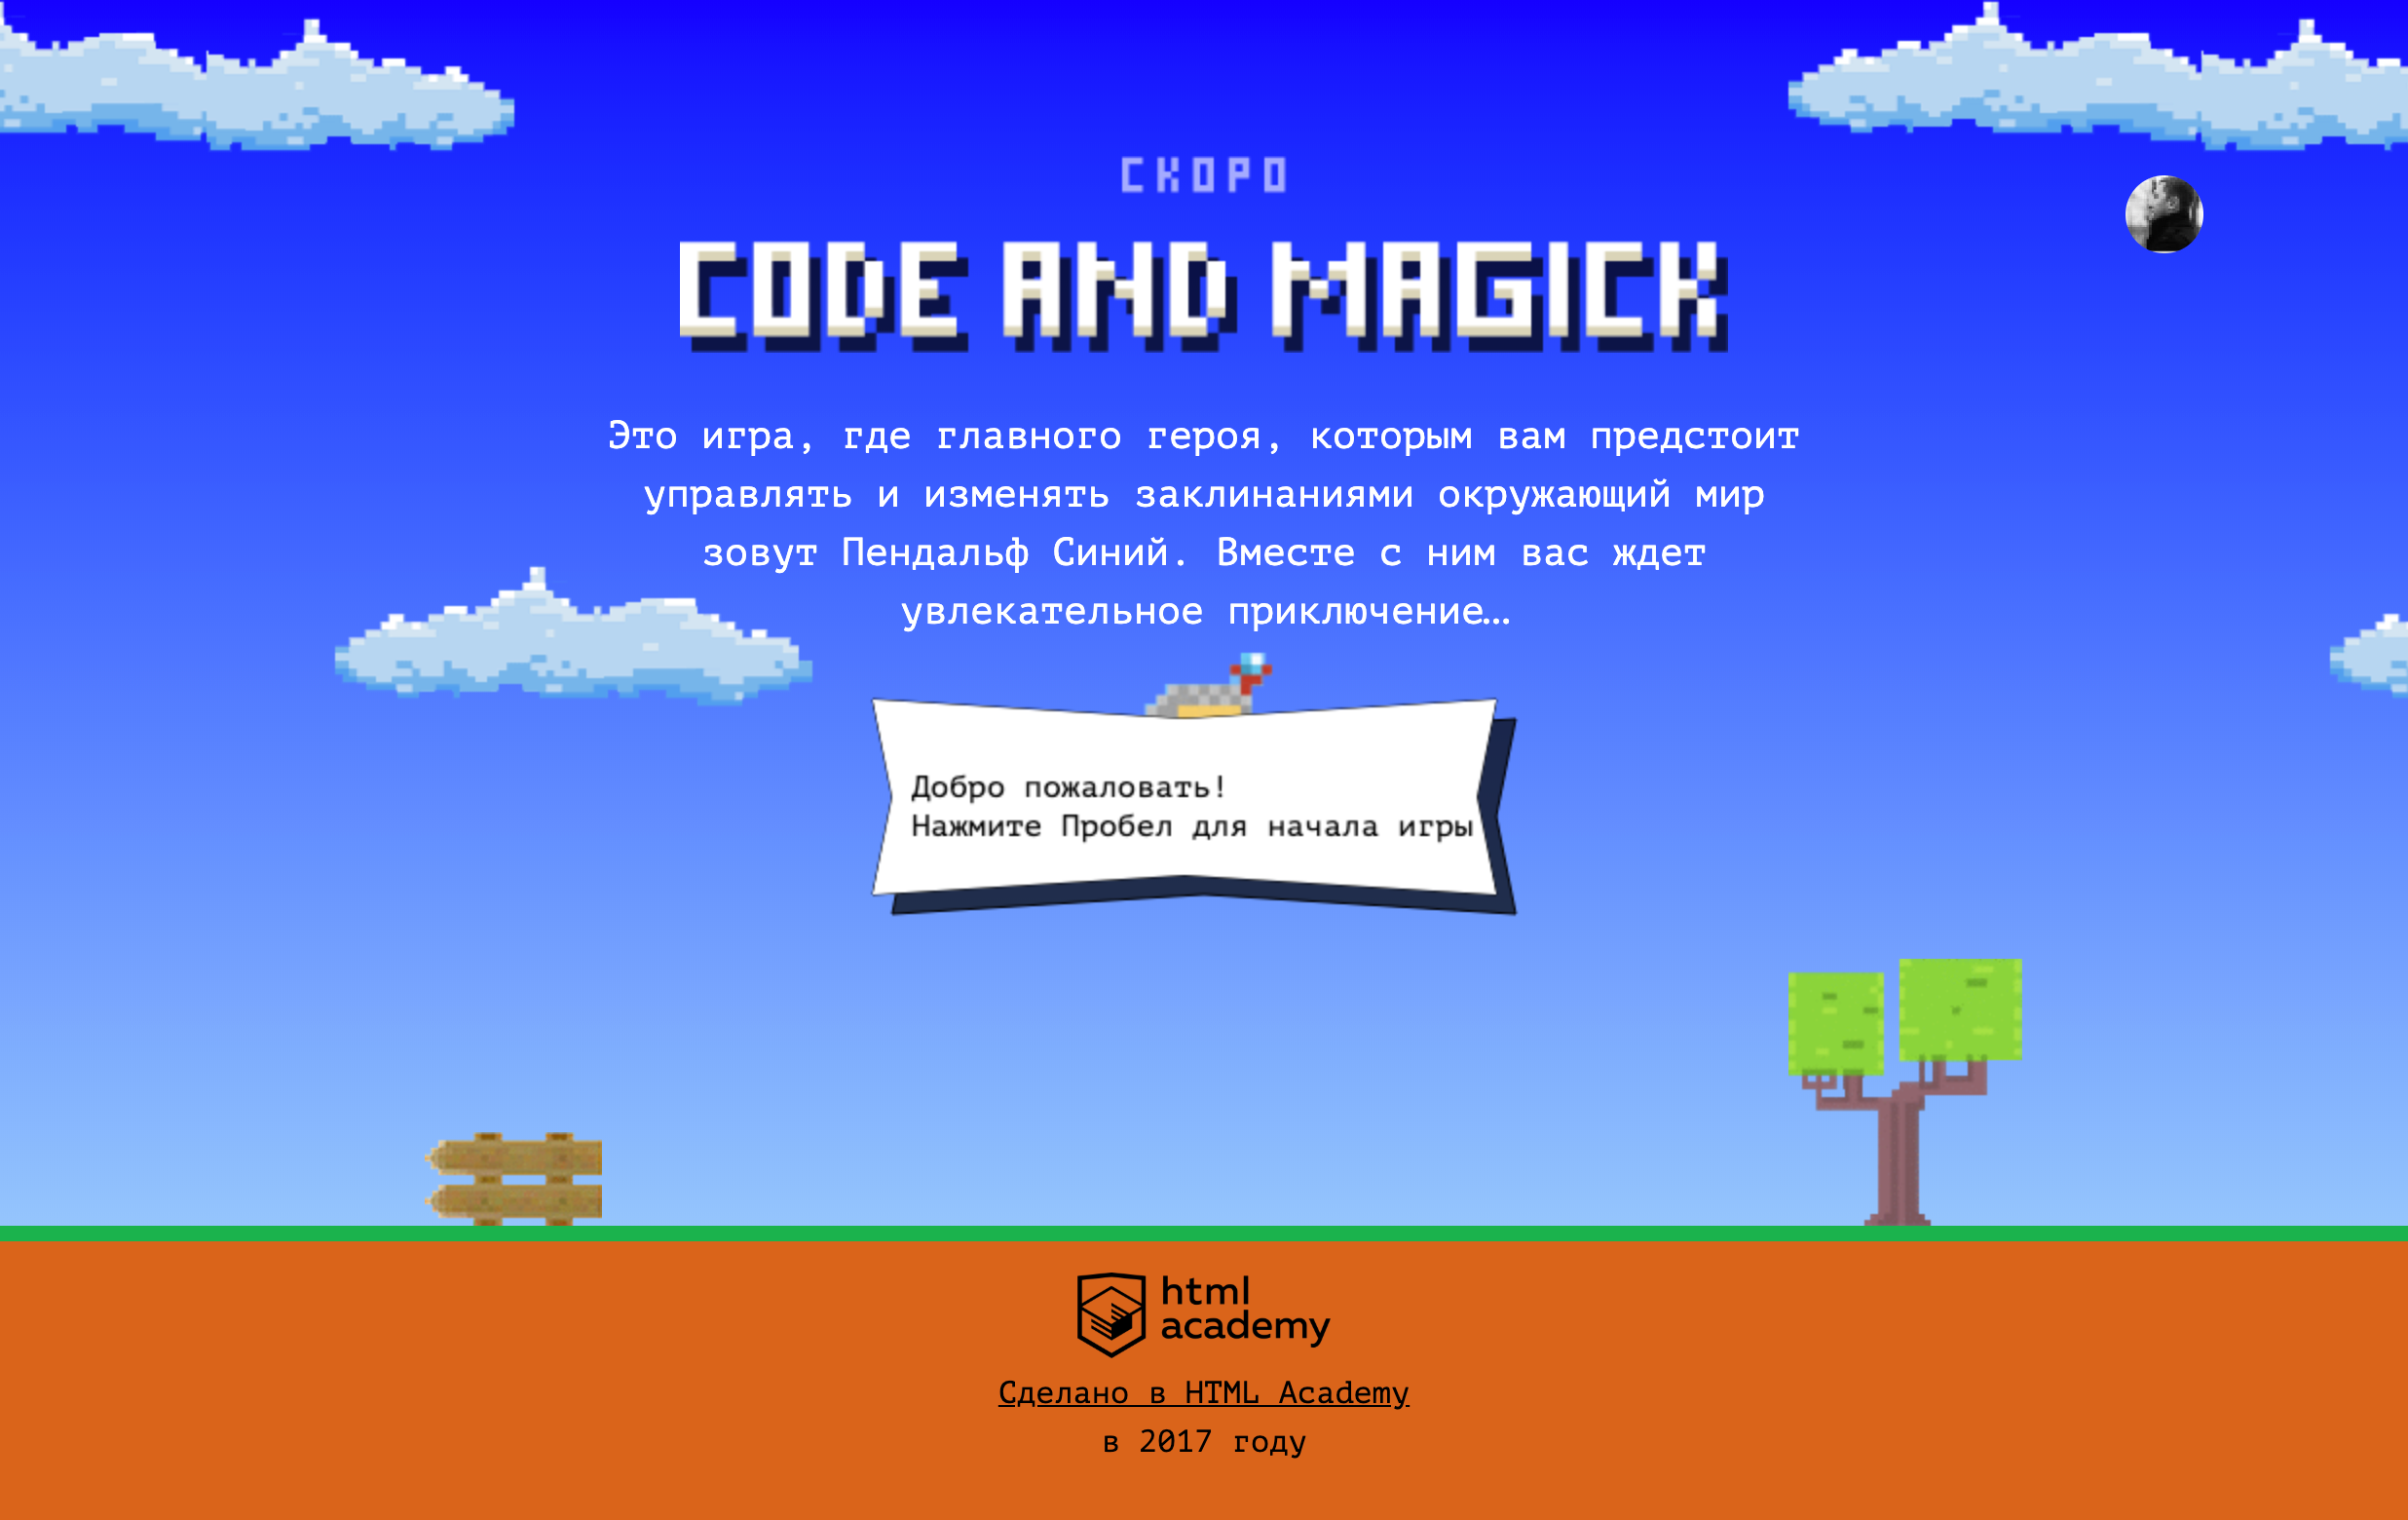 СКОРО
CODE AND MAGICK
Это игра, где главного героя, которым вам предстоит
управлять и изменять заклинаниями окружающий мир
зовут Пендальф Синий. Вместе с ним вас ждет
увлекательное приключение…
Добро пожаловать!
Нажмите Пробел для начала игры
html
academy
Сделано в HTML Academy
в 2017 году